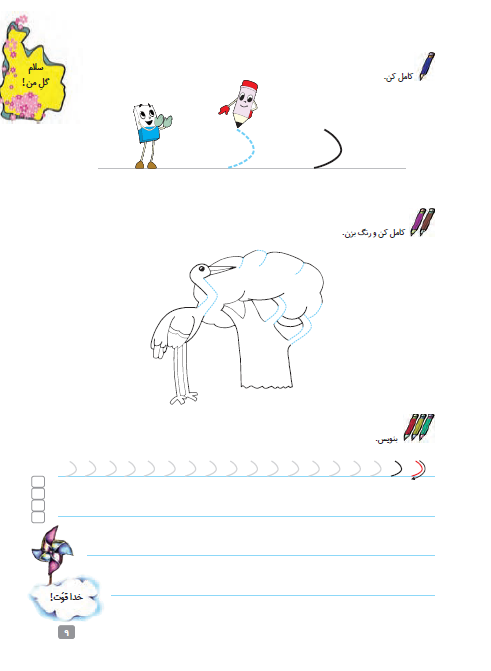 سلام
گلِ من!
کامل کن.
کامل کن و رنگ بزن.
بنویس.
خدا قوّت!
۹